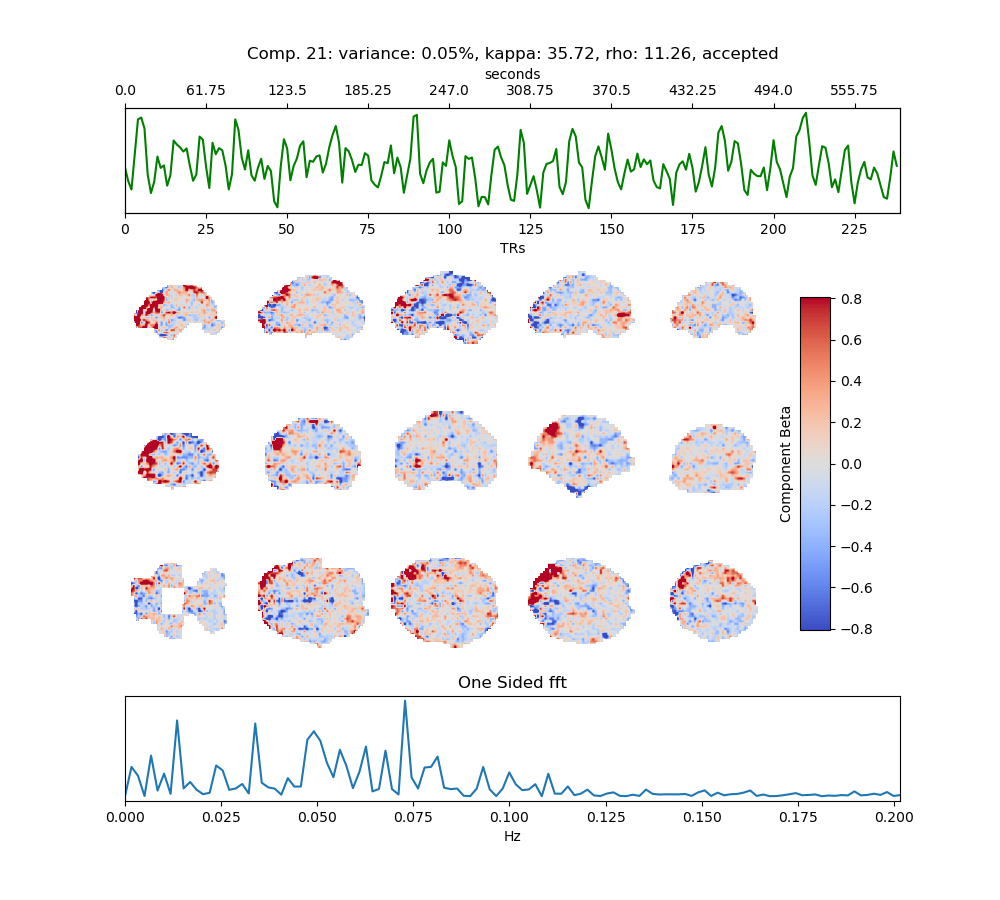 Comp. 21: variance: 0.05%, kappa: 35.72, rho: 11.26, accepted
seconds
0.0 61.75 123.5 185.25 247.0 308.75 370.5 432.25 494.0 555.75
0 25 50 75 100 125 150 175 200 225
TRs
0.8
0.6
0.4
0.2
0.0
−0.2
−0.4
−0.6
−0.8
Component Beta
One Sided fft
0.000 0.025 0.050 0.075 0.100 0.125 0.150 0.175 0.200
Hz